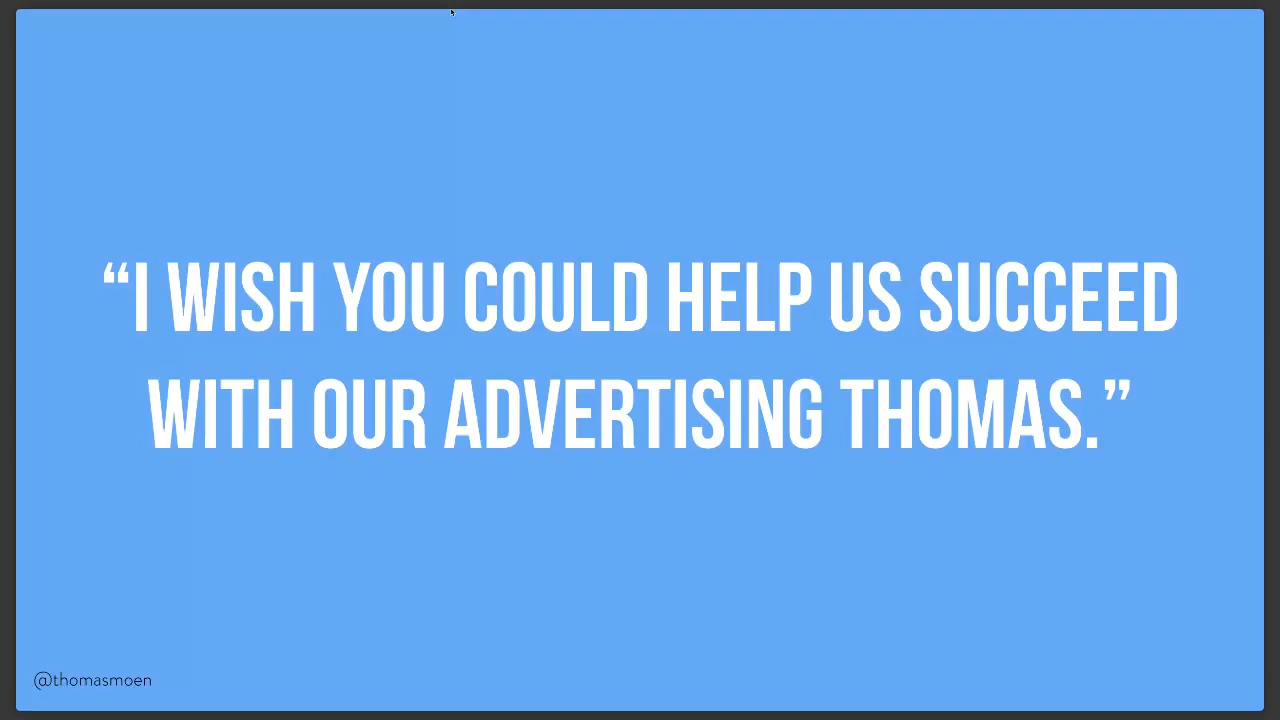 “I WISH YOU COULD HELP US SUCCEED
WITH OUR ADVERTISING THOMAS.”
@thomasmoen